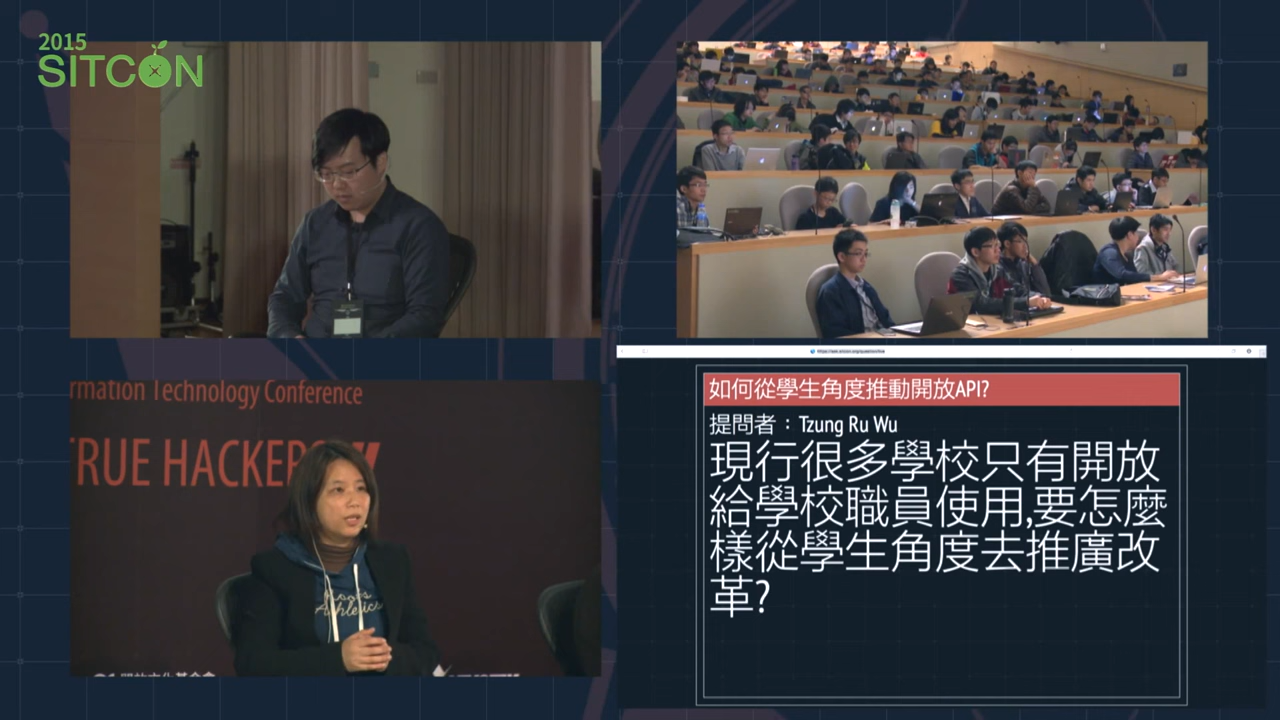 2015
SITCON
rmation Technology Conference
TRUE HACKER
如何從學生角度推動開放API?
提問者：Tzung Ru Wu
現行很多學校只有開放
給學校職員使用,要怎麼
樣從學生角度去推廣改
革?